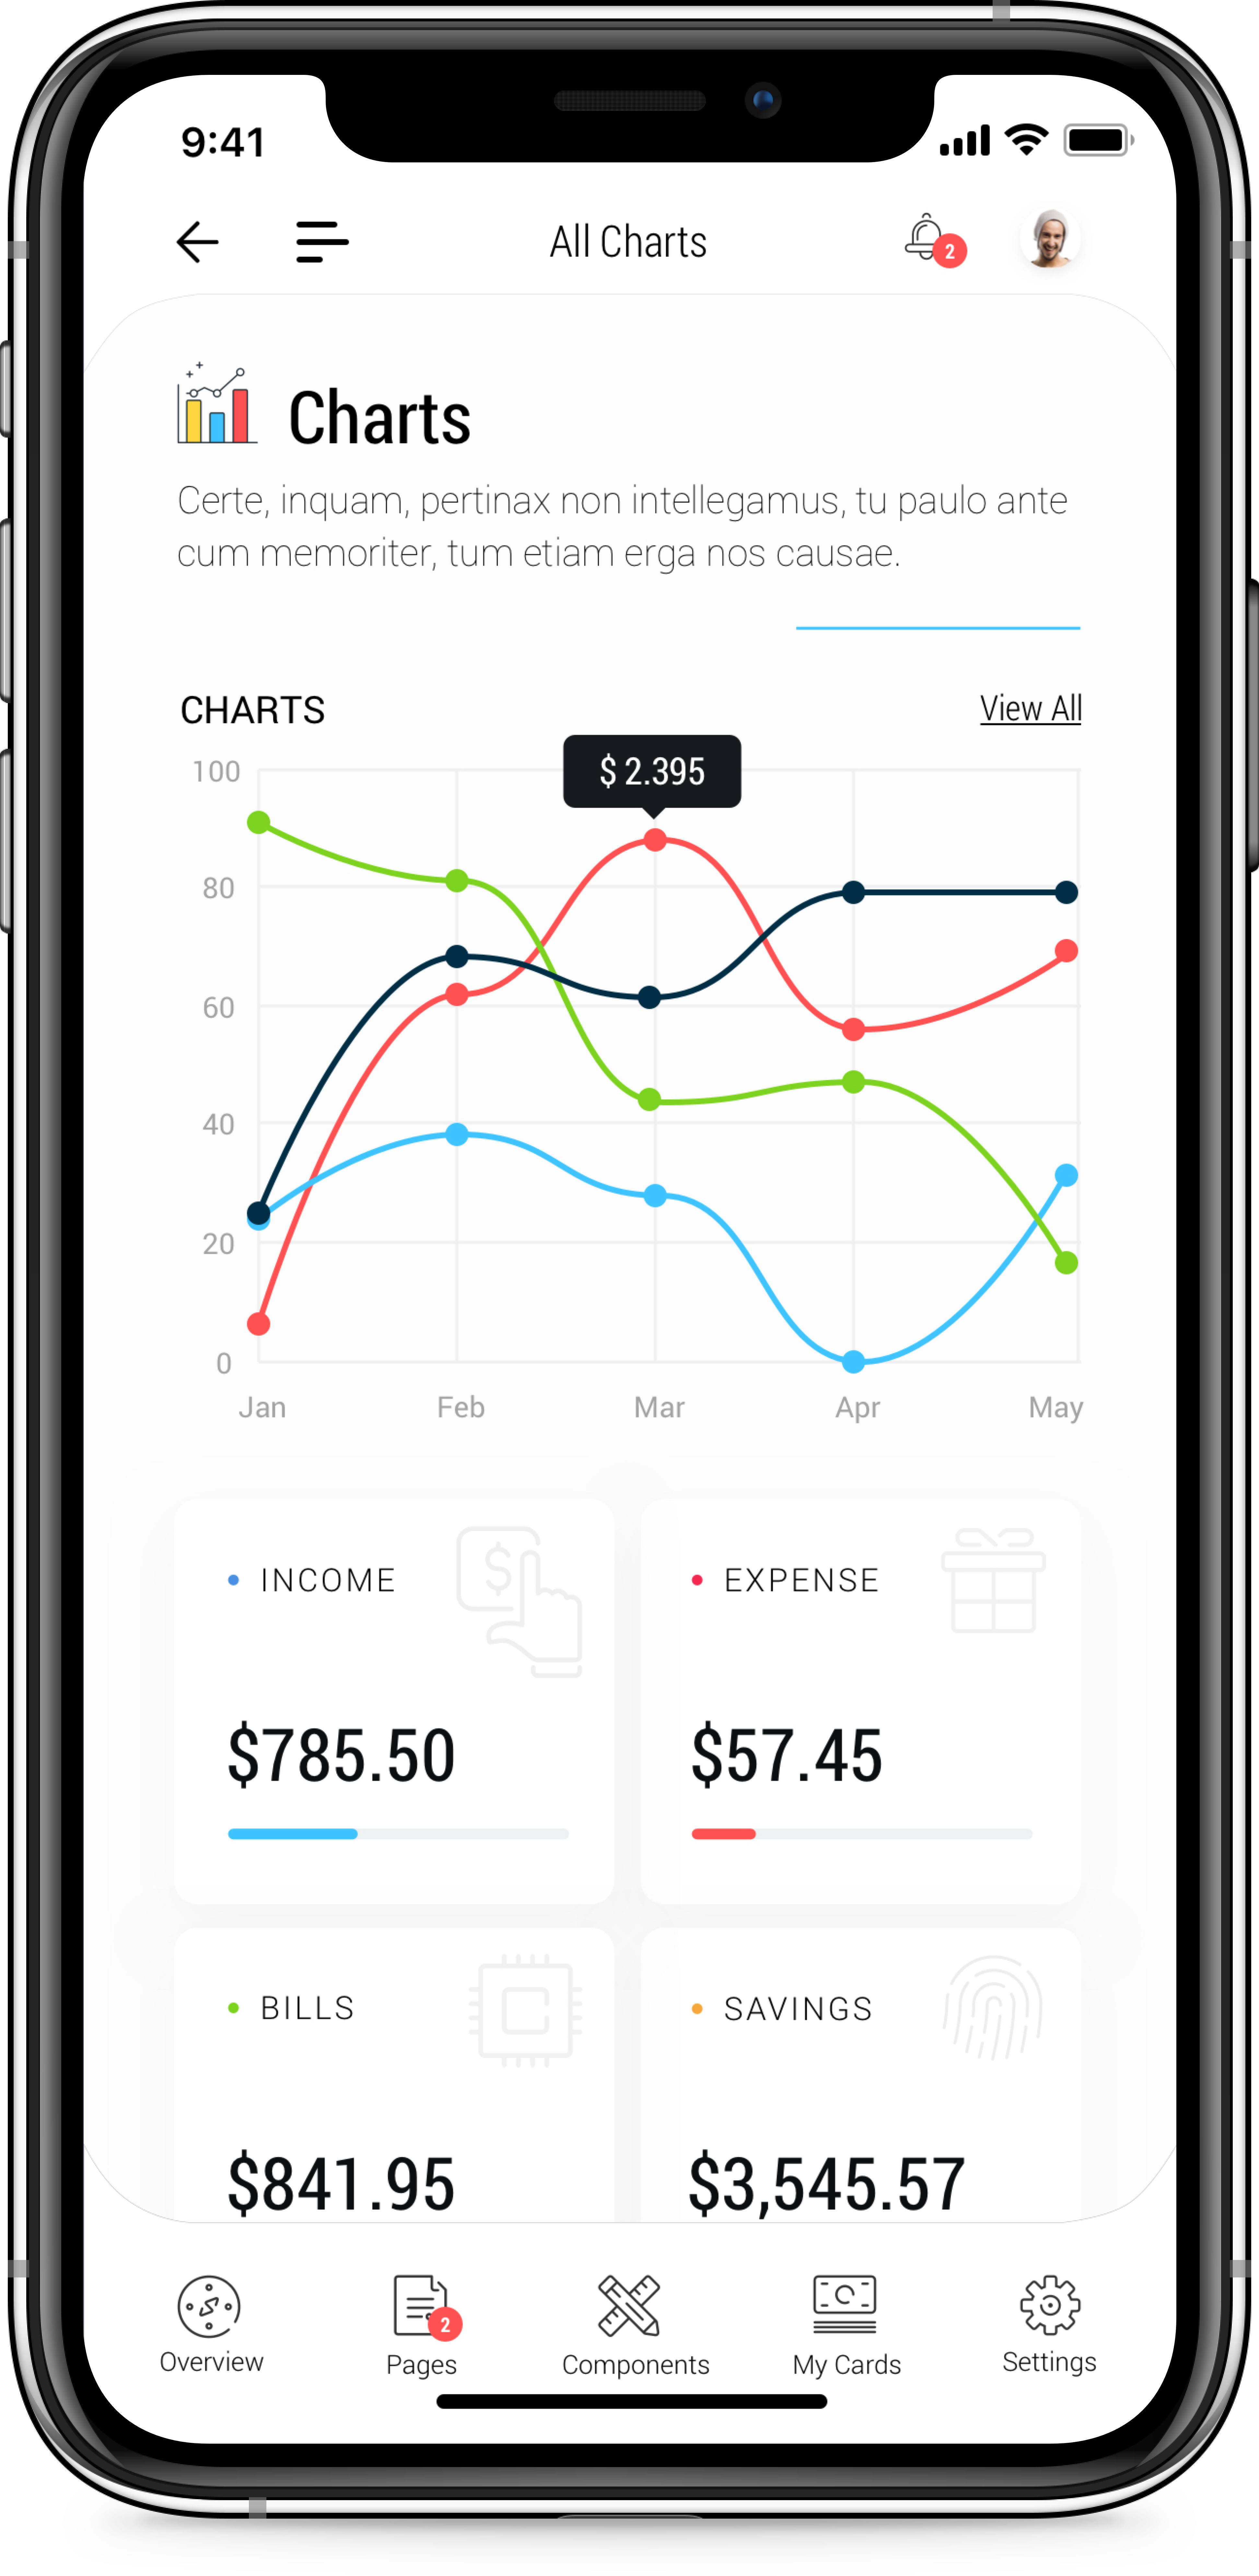 9:41
All Charts
2
Charts
Certe, inquam, pertinax non intellegamus, tu paulo ante
cum memoriter, tum etiam erga nos causae.
CHARTS
View All
$ 2.395
100
80
60
40
20
0
Jan Feb Mar Apr May
INCOME
$785.50
EXPENSE
$57.45
BILLS
$841.95
SAVINGS
$3,545.57
2
Overview Pages Components My Cards Settings